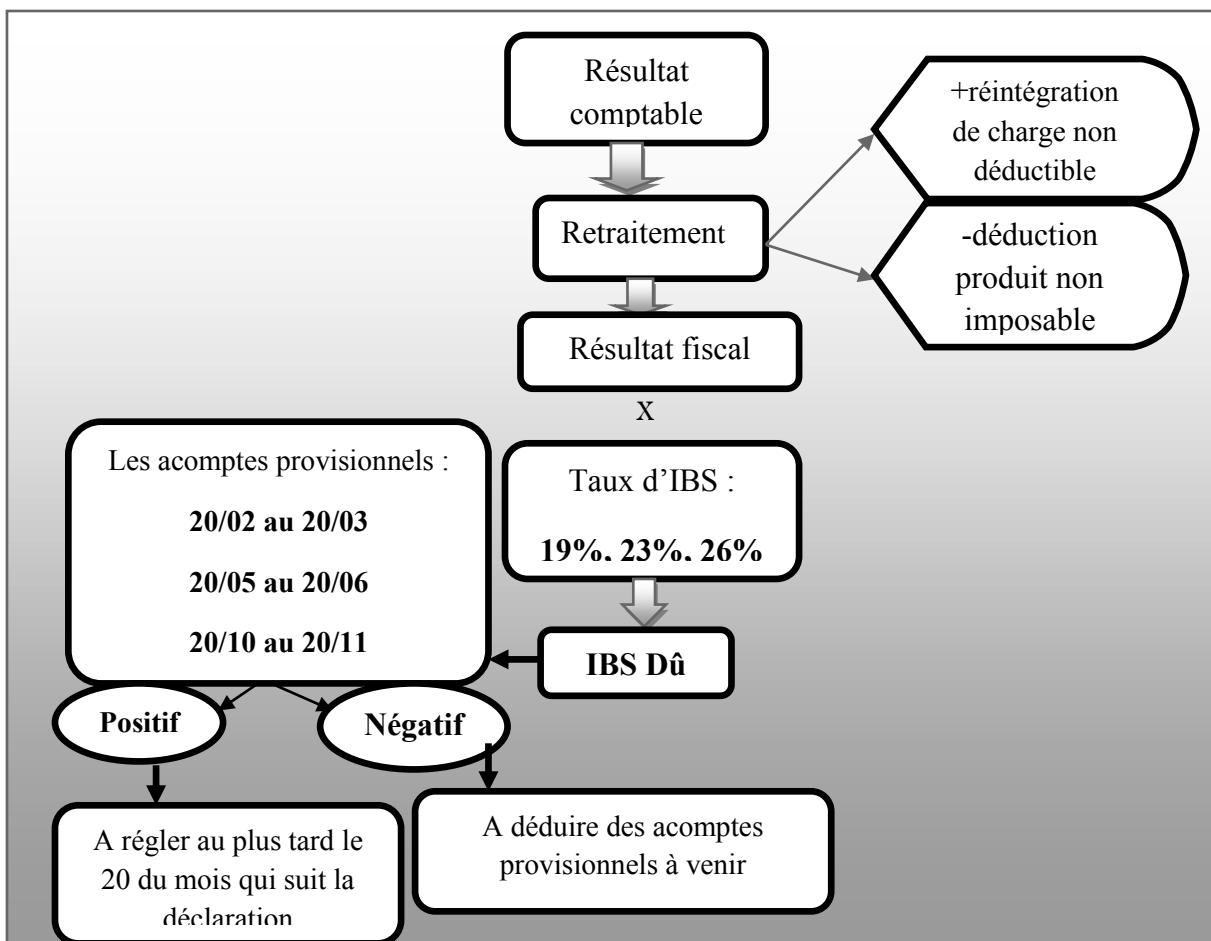 Résultat
comptable
+réintégration
de charge non
déductible
Retraitement
-déduction
produit non
imposable
Résultat fiscal
X
Les acomptes provisionnels :
20/02 au 20/03
20/05 au 20/06
20/10 au 20/11
Taux d’IBS :
19%, 23%, 26%
IBS Dû
Positif
Négatif
A régler au plus tard le
20 du mois qui suit la
déclaration
A déduire des acomptes
provisionnels à venir